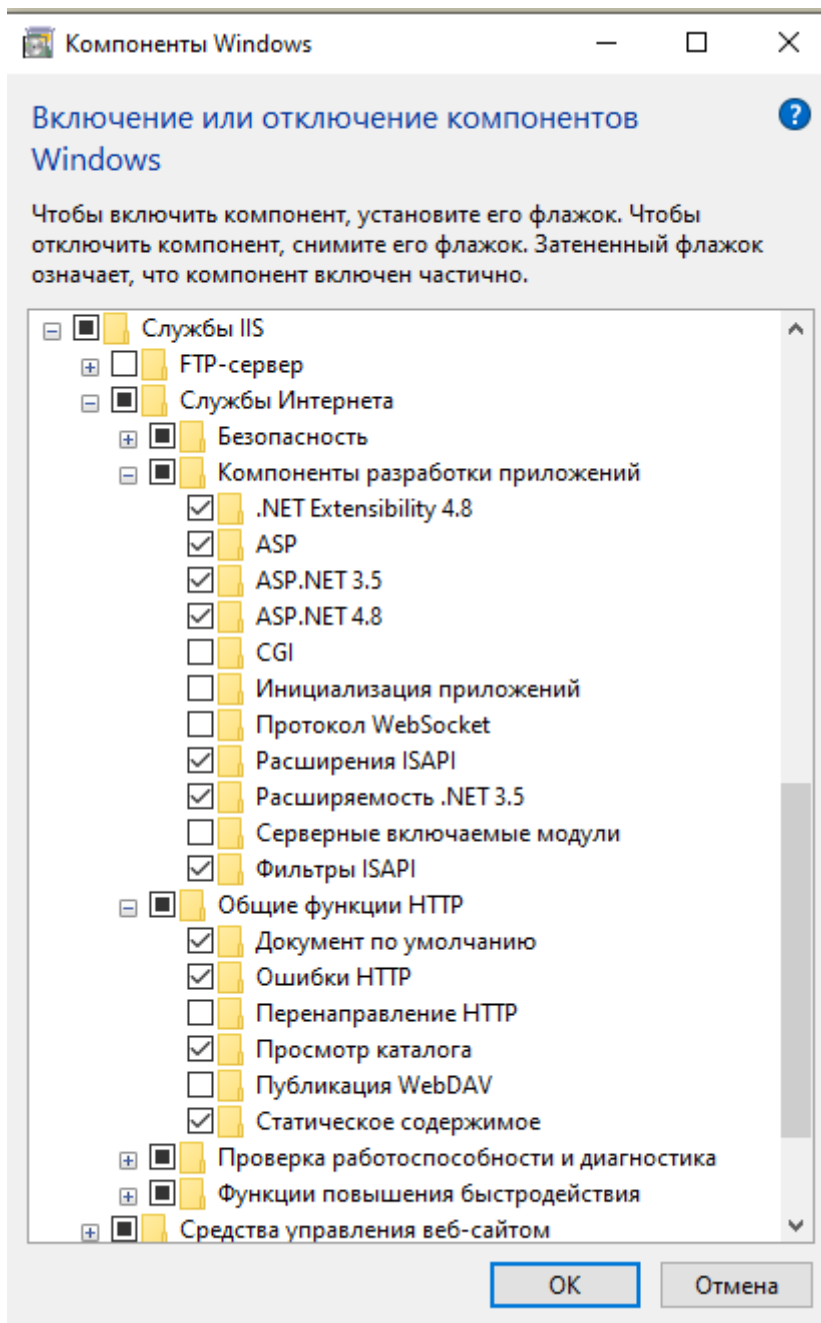 Компоненты Windows
Включение или отключение компонентов
Windows
Чтобы включить компонент, установите его флажок. Чтобы
отключить компонент, снимите его флажок. Затененный флажок
означает, что компонент включен частично.
Службы IIS
FTP-сервер
Службы Интернета
Безопасность
Компоненты разработки приложений
.NET Extensibility 4.8
ASP
ASP.NET 3.5
ASP.NET 4.8
CGI
Инициализация приложений
Протокол WebSocket
Расширения ISAPI
Расширяемость .NET 3.5
Серверные включаемые модули
Фильтры ISAPI
Общие функции HTTP
Документ по умолчанию
Ошибки HTTP
Перенаправление HTTP
Просмотр каталога
Публикация WebDAV
Статическое содержимое
Проверка работоспособности и диагностика
Функции повышения быстродействия
Средства управления веб-сайтом
ОК Отмена